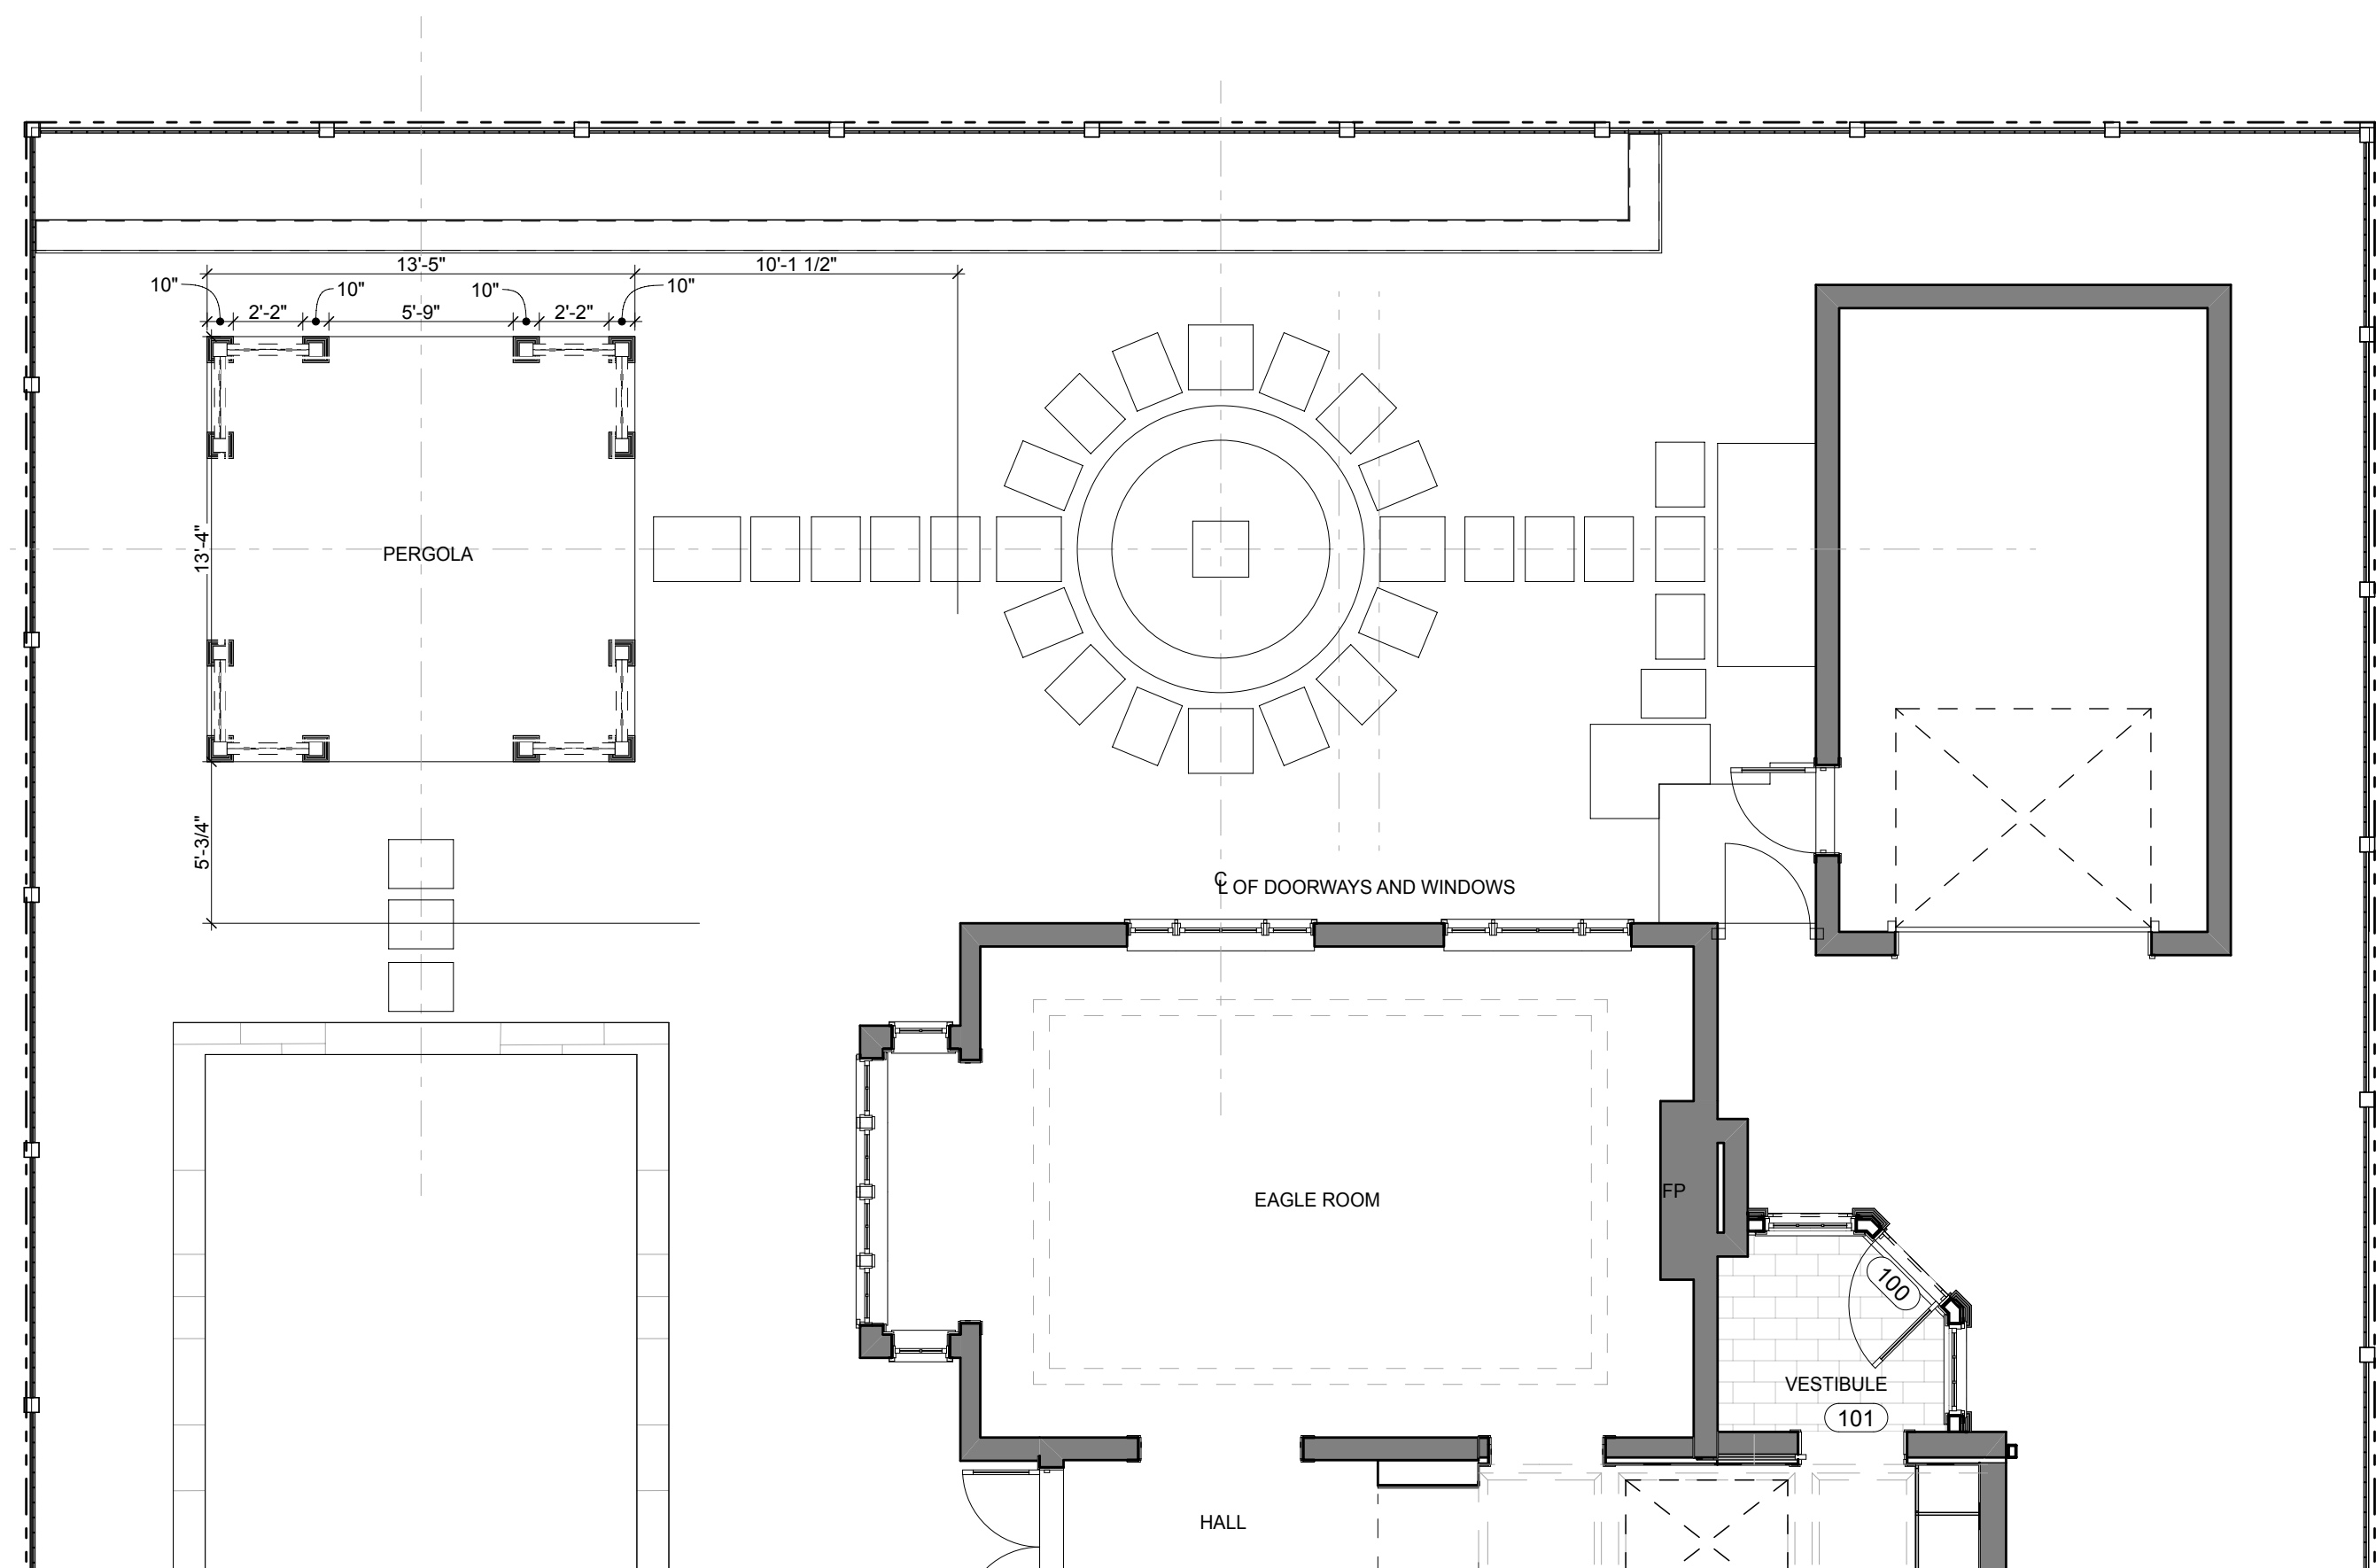 13'-5"
10'-1 1/2"
10"
10"
10"
10"
2'-2"
5'-9"
2'-2"
13'-4"
PERGOLA
5'-3/4"
℄ OF DOORWAYS AND WINDOWS
FP
EAGLE ROOM
100
VESTIBULE
101
HALL